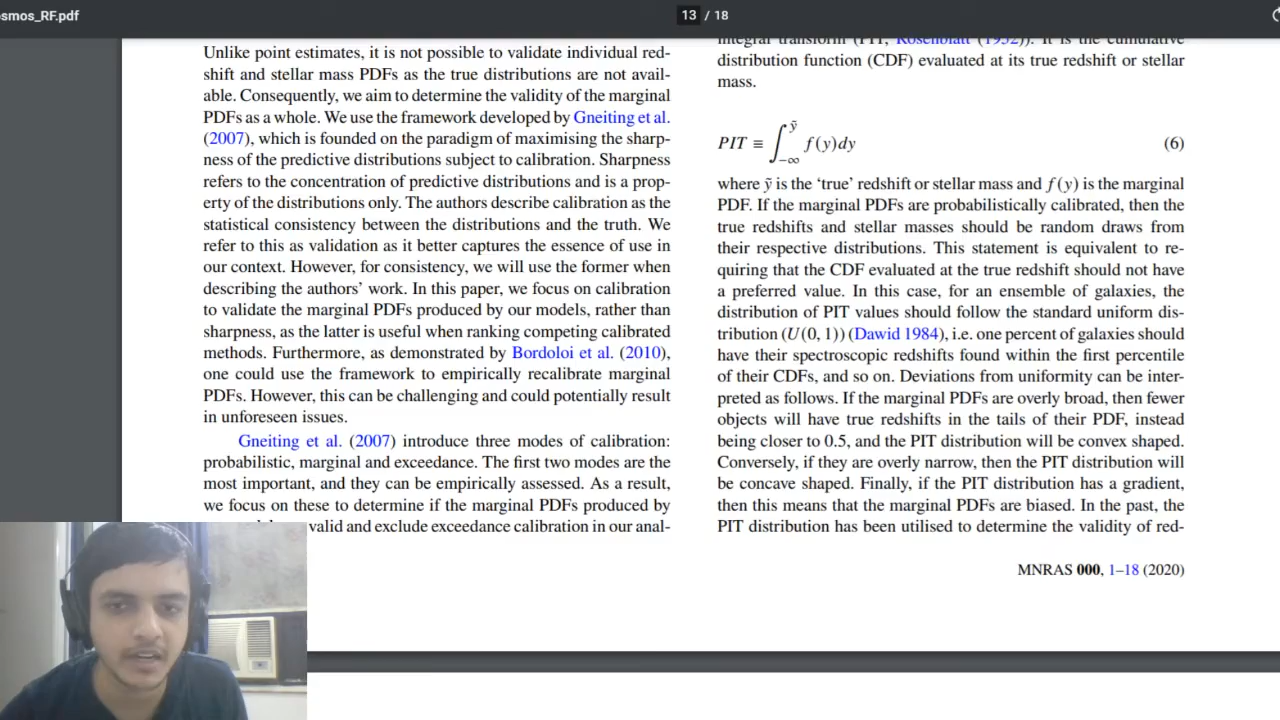 osmos_RF.pdf
13 / 18
Unlike point estimates, it is not possible to validate individual red-
shift and stellar mass PDFs as the true distributions are not avail-
able. Consequently, we aim to determine the validity of the marginal
PDFs as a whole. We use the framework developed by Gneiting et al.
(2007), which is founded on the paradigm of maximising the sharp-
ness of the predictive distributions subject to calibration. Sharpness
refers to the concentration of predictive distributions and is a prop-
erty of the distributions only. The authors describe calibration as the
statistical consistency between the distributions and the truth. We
refer to this as validation as it better captures the essence of use in
our context. However, for consistency, we will use the former when
describing the authors' work. In this paper, we focus on calibration
to validate the marginal PDFs produced by our models, rather than
sharpness, as the latter is useful when ranking competing calibrated
methods. Furthermore, as demonstrated by Bordoloi et al. (2010),
one could use the framework to empirically recalibrate marginal
PDFs. However, this can be challenging and could potentially result
in unforeseen issues.
Gneiting et al. (2007) introduce three modes of calibration:
probabilistic, marginal and exceedance. The first two modes are the
most important, and they can be empirically assessed. As a result,
we focus on these to determine if the marginal PDFs produced by
valid and exclude exceedance calibration in our anal-
integral transform (PIT, Rosenblatt (1952)). It is the cumulative
distribution function (CDF) evaluated at its true redshift or stellar
mass.
PIT ≡ ∫_{−∞}^{ỹ} f(y)dy (6)
where ỹ is the ‘true’ redshift or stellar mass and f(y) is the marginal
PDF. If the marginal PDFs are probabilistically calibrated, then the
true redshifts and stellar masses should be random draws from
their respective distributions. This statement is equivalent to re-
quiring that the CDF evaluated at the true redshift should not have
a preferred value. In this case, for an ensemble of galaxies, the
distribution of PIT values should follow the standard uniform dis-
tribution (U(0, 1)) (Dawid 1984), i.e. one percent of galaxies should
have their spectroscopic redshifts found within the first percentile
of their CDFs, and so on. Deviations from uniformity can be inter-
preted as follows. If the marginal PDFs are overly broad, then fewer
objects will have true redshifts in the tails of their PDF, instead
being closer to 0.5, and the PIT distribution will be convex shaped.
Conversely, if they are overly narrow, then the PIT distribution will
be concave shaped. Finally, if the PIT distribution has a gradient,
then this means that the marginal PDFs are biased. In the past, the
PIT distribution has been utilised to determine the validity of red-
MNRAS 000, 1–18 (2020)